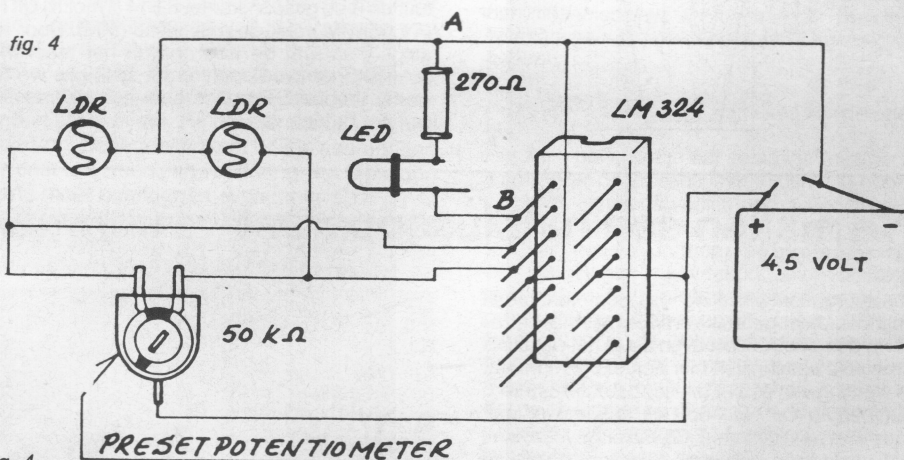 fig. 4
A
LDR
LDR
270Ω
LED
LM 324
B
+
-
4,5 VOLT
50 KΩ
PRESET POTENTIOMETER